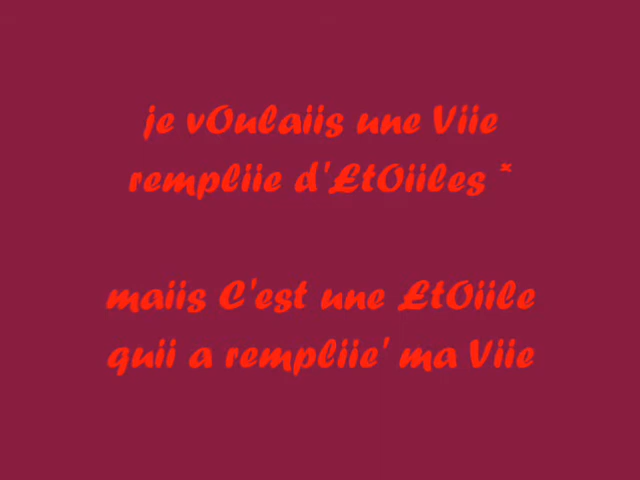 je vOulaiis une Viie
rempliie d'£tOiiles *
maiis C'est une £tOiile
quii a rempliie' ma Viie